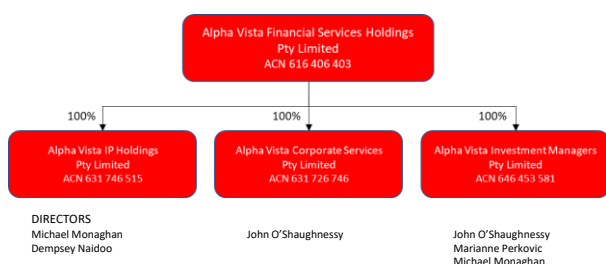 Alpha Vista Financial Services Holdings
Pty Limited
ACN 616 406 403
100%
100%
100%
Alpha Vista IP Holdings
Pty Limited
ACN 631 746 515
Alpha Vista Corporate Services
Pty Limited
ACN 631 726 746
Alpha Vista Investment Managers
Pty Limited
ACN 646 453 581
DIRECTORS
Michael Monaghan
Dempsey Naidoo
John O’Shaughnessy
John O’Shaughnessy
Marianne Perkovic
Michael Monaghan